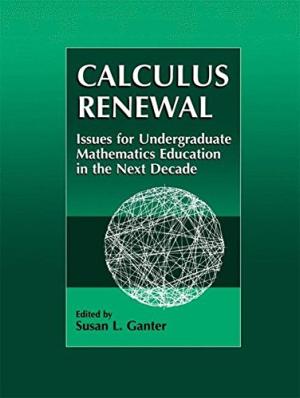 CALCULUS
RENEWAL
Issues for Undergraduate
Mathematics Education
in the Next Decade
Edited by
Susan L. Ganter